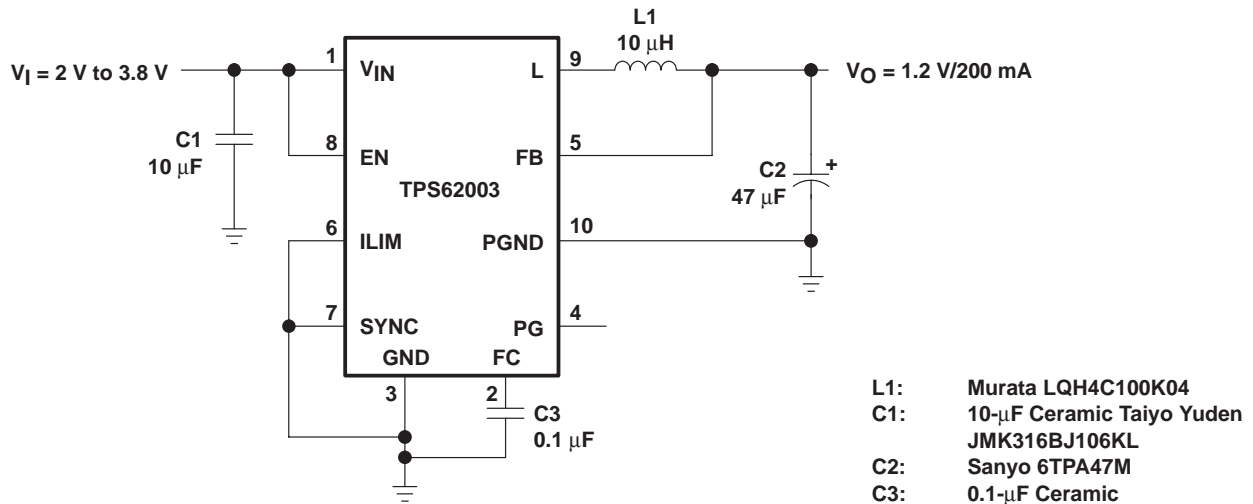 L1
10 μH
VI = 2 V to 3.8 V
1
VIN
L
9
VO = 1.2 V/200 mA
C1
10 μF
8
EN
FB
5
TPS62003
C2
47 μF
+
6
ILIM
PGND
10
7
SYNC
PG
4
GND
FC
3
2
C3
0.1 μF
L1: Murata LQH4C100K04
C1: 10-μF Ceramic Taiyo Yuden
JMK316BJ106KL
C2: Sanyo 6TPA47M
C3: 0.1-μF Ceramic